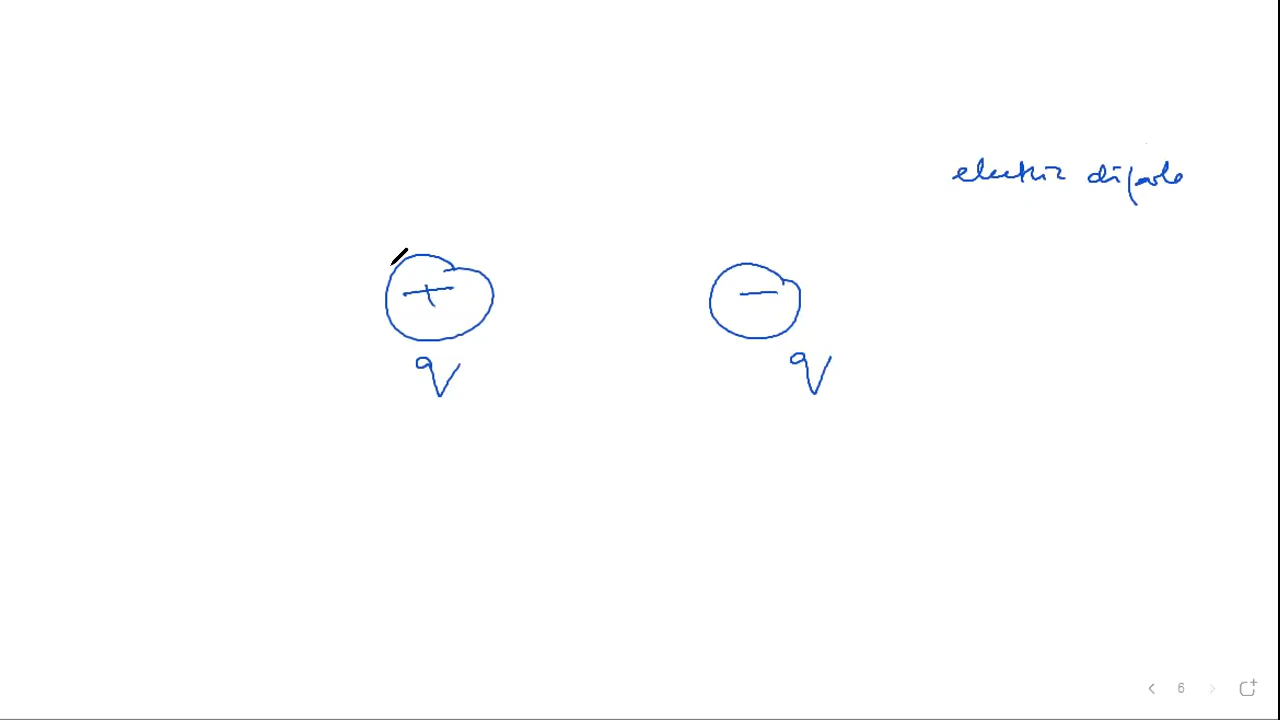 electric dipole
+ −
q q
6